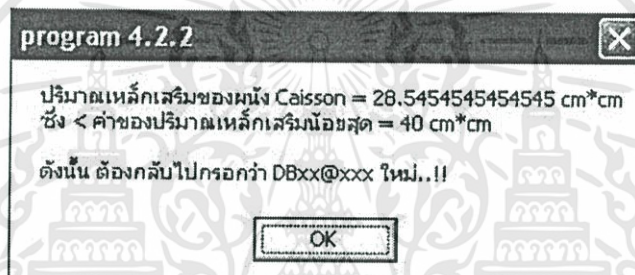 program 4.2.2
ปริมาณเหล็กเสริมของผนัง Caisson = 28.5454545454545 cm*cm
ซึ่ง < ค่าของปริมาณเหล็กเสริมน้อยสุด = 40 cm*cm
ดังนั้น ต้องกลับไปกรอกว่า DBxx@xxx ใหม่..!!
OK